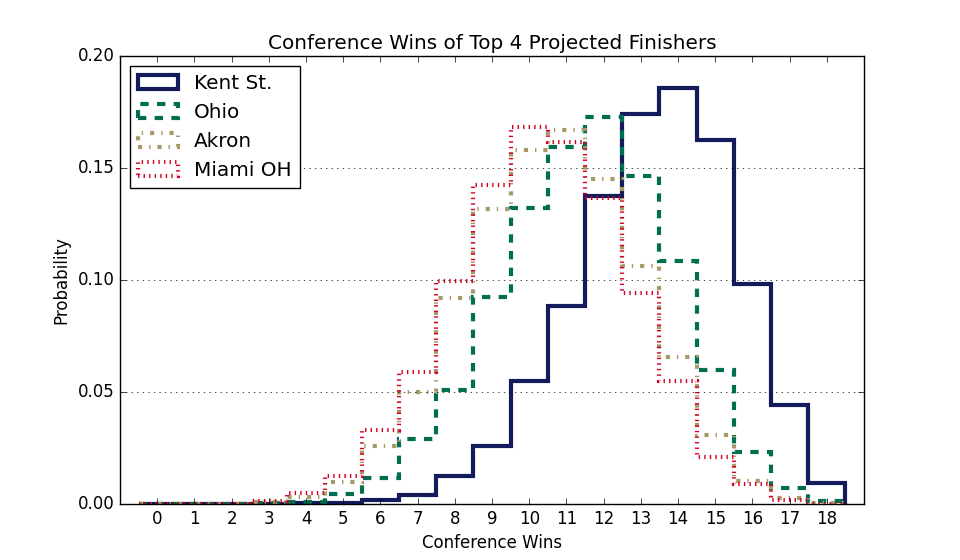 Conference Wins of Top 4 Projected Finishers
0.20
0.15
0.10
0.05
0.00
Probability
Kent St.
Ohio
Akron
Miami OH
0 1 2 3 4 5 6 7 8 9 10 11 12 13 14 15 16 17 18
Conference Wins